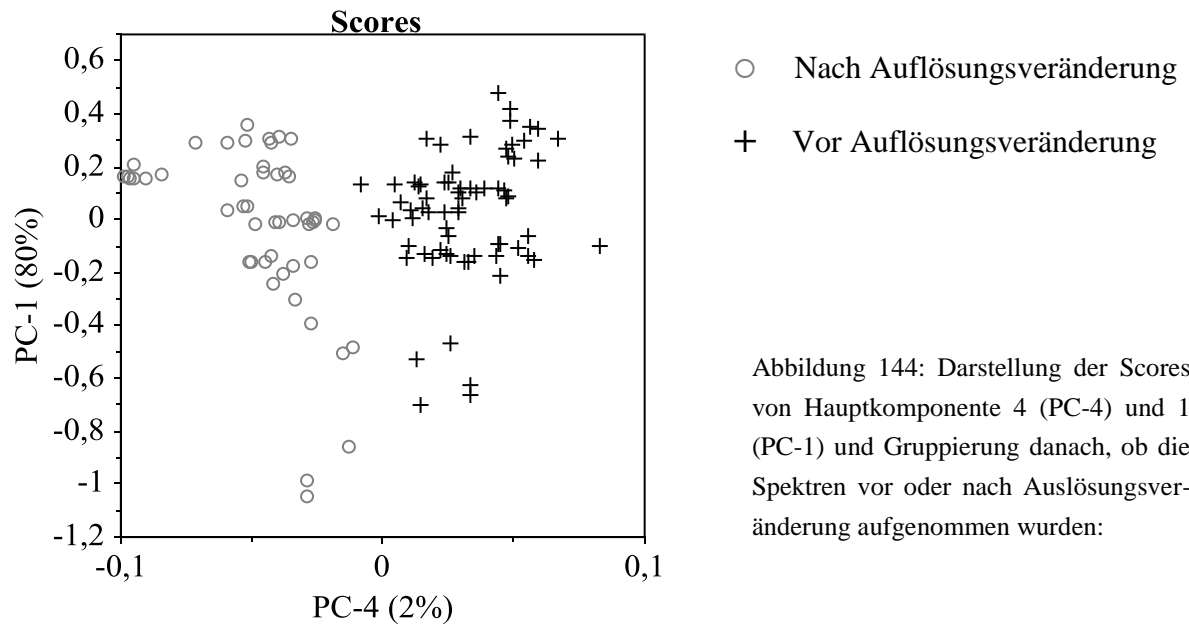 Scores
0,6
0,4
0,2
0
-0,2
-0,4
-0,6
-0,8
-1
-1,2
PC-1 (80%)
-0,1
0
0,1
PC-4 (2%)
Nach Auflösungsveränderung
Vor Auflösungsveränderung
Abbildung 144: Darstellung der Scores
von Hauptkomponente 4 (PC-4) und 1
(PC-1) und Gruppierung danach, ob die
Spektren vor oder nach Auslösungsver-
änderung aufgenommen wurden: